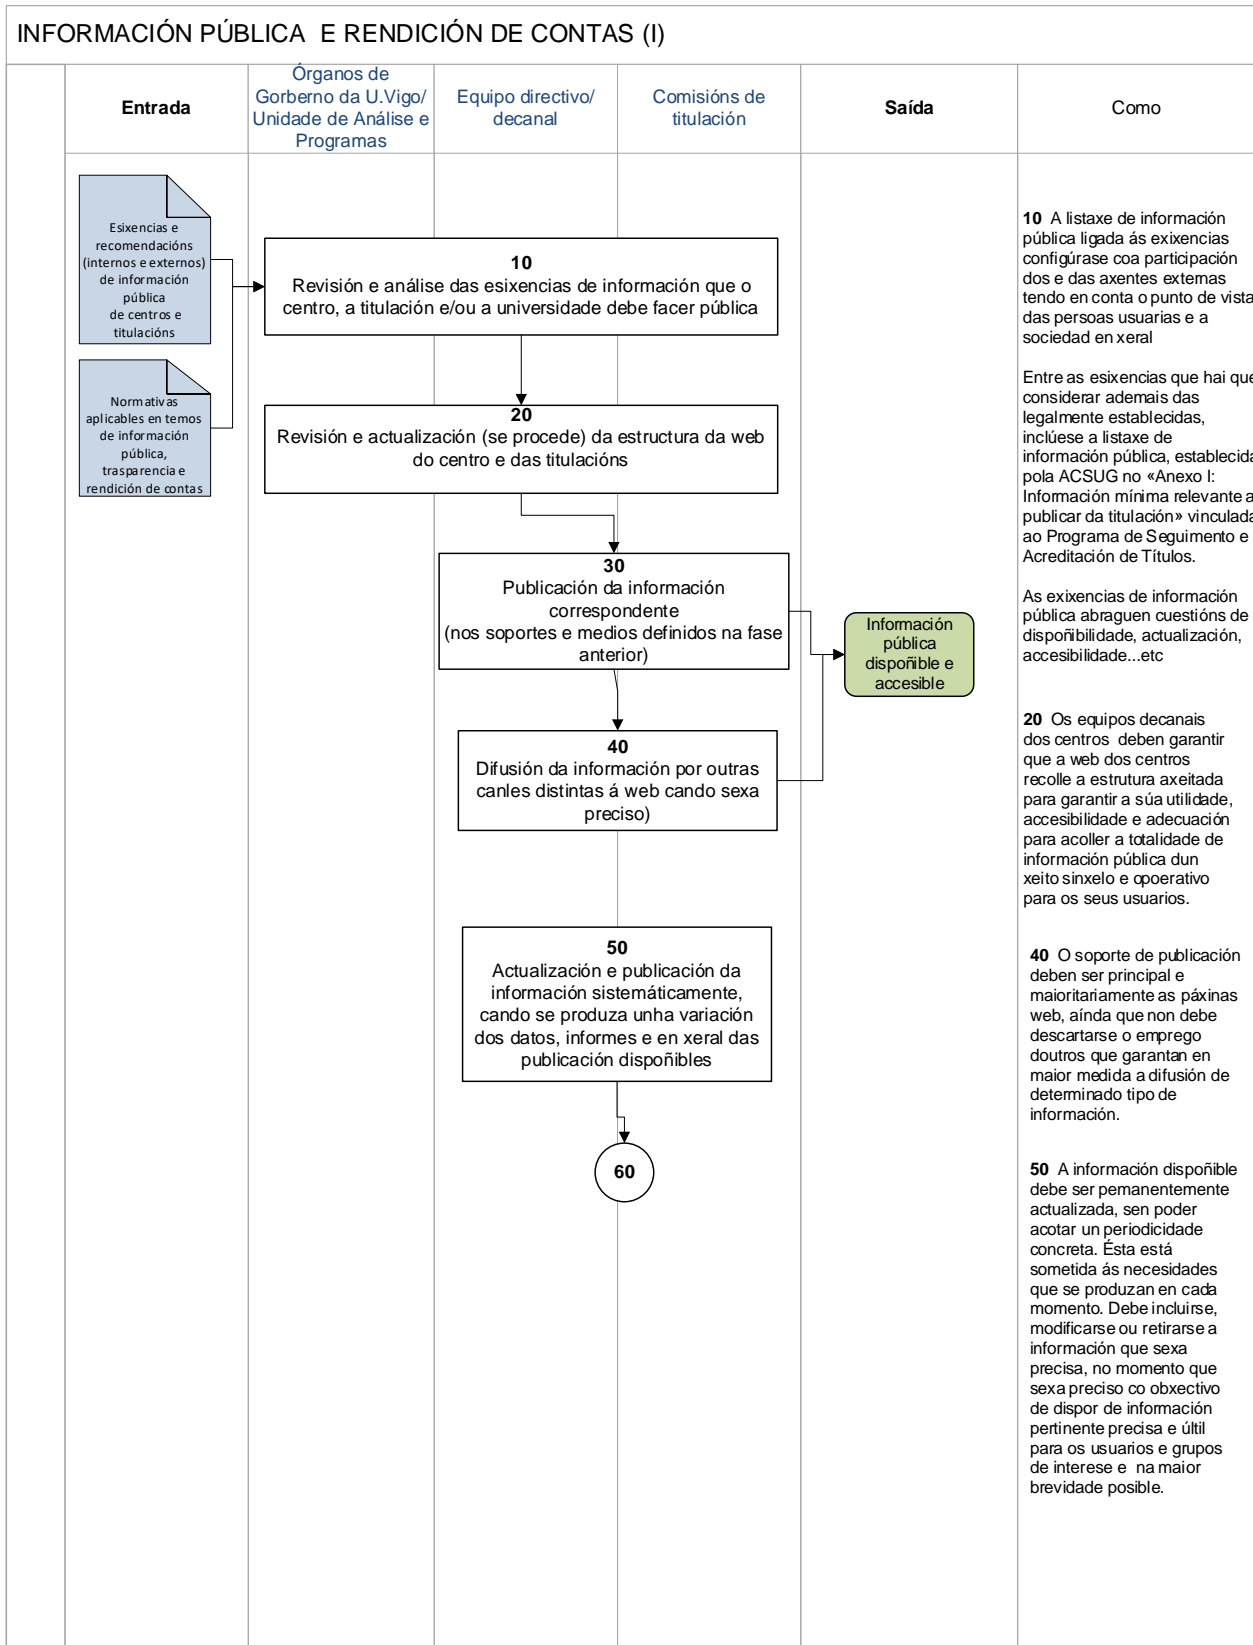 INFORMACIÓN PÚBLICA E RENDICIÓN DE CONTAS (I)
Entrada
Órganos de
Gorberno da U.Vigo/
Unidade de Análise e
Programas
Equipo directivo/
decanal
Comisións de
titulación
Saída
Como
Esixencias e
recomendacións
(internos e externos)
de información
pública
de centros e
titulacións
Normativas
aplicables en temos
de información
pública,
trasparencia e
rendición de contas
10
Revisión e análise das esixencias de información que o
centro, a titulación e/ou a universidade debe facer pública
20
Revisión e actualización (se procede) da estructura da web
do centro e das titulacións
30
Publicación da información
correspondente
(nos soportes e medios definidos na fase
anterior)
Información
pública
dispoñible e
accesible
40
Difusión da información por outras
canles distintas á web cando sexa
preciso)
50
Actualización e publicación da
información sistemáticamente,
cando se produza unha variación
dos datos, informes e en xeral das
publicación dispoñibles
60
10 A listaxe de información
pública ligada ás exixencias
configúrase coa participación
dos e das axentes externas
tendo en conta o punto de vista
das persoas usuarias e a
sociedad en xeral
Entre as esixencias que hai que
considerar ademais das
legalmente establecidas,
inclúese a listaxe de
información pública, establecida
pola ACSUG no «Anexo I:
Información mínima relevante a
publicar da titulación» vinculada
ao Programa de Seguimento e
Acreditación de Títulos.
As exixencias de información
pública abraguen cuestións de
dispoñibilidade, actualización,
accesibilidade...etc
20 Os equipos decanais
dos centros deben garantir
que a web dos centros
recolle a estrutura axeitada
para garantir a súa utilidade,
accesibilidade e adecuación
para acoller a totalidade de
información pública dun
xeito sinxelo e opoerativo
para os seus usuarios.
40 O soporte de publicación
deben ser principal e
maioritariamente as páxinas
web, aínda que non debe
descartarse o emprego
doutros que garantan en
maior medida a difusión de
determinado tipo de
información.
50 A información dispoñible
debe ser pemanentemente
actualizada, sen poder
acotar un periodicidade
concreta. Ésta está
sometida ás necesidades
que se produzan en cada
momento. Debe incluirse,
modificarse ou retirarse a
información que sexa
precisa, no momento que
sexa preciso co obxectivo
de dispor de información
pertinente precisa e últil
para os usuarios e grupos
de interese e na maior
brevidade posible.